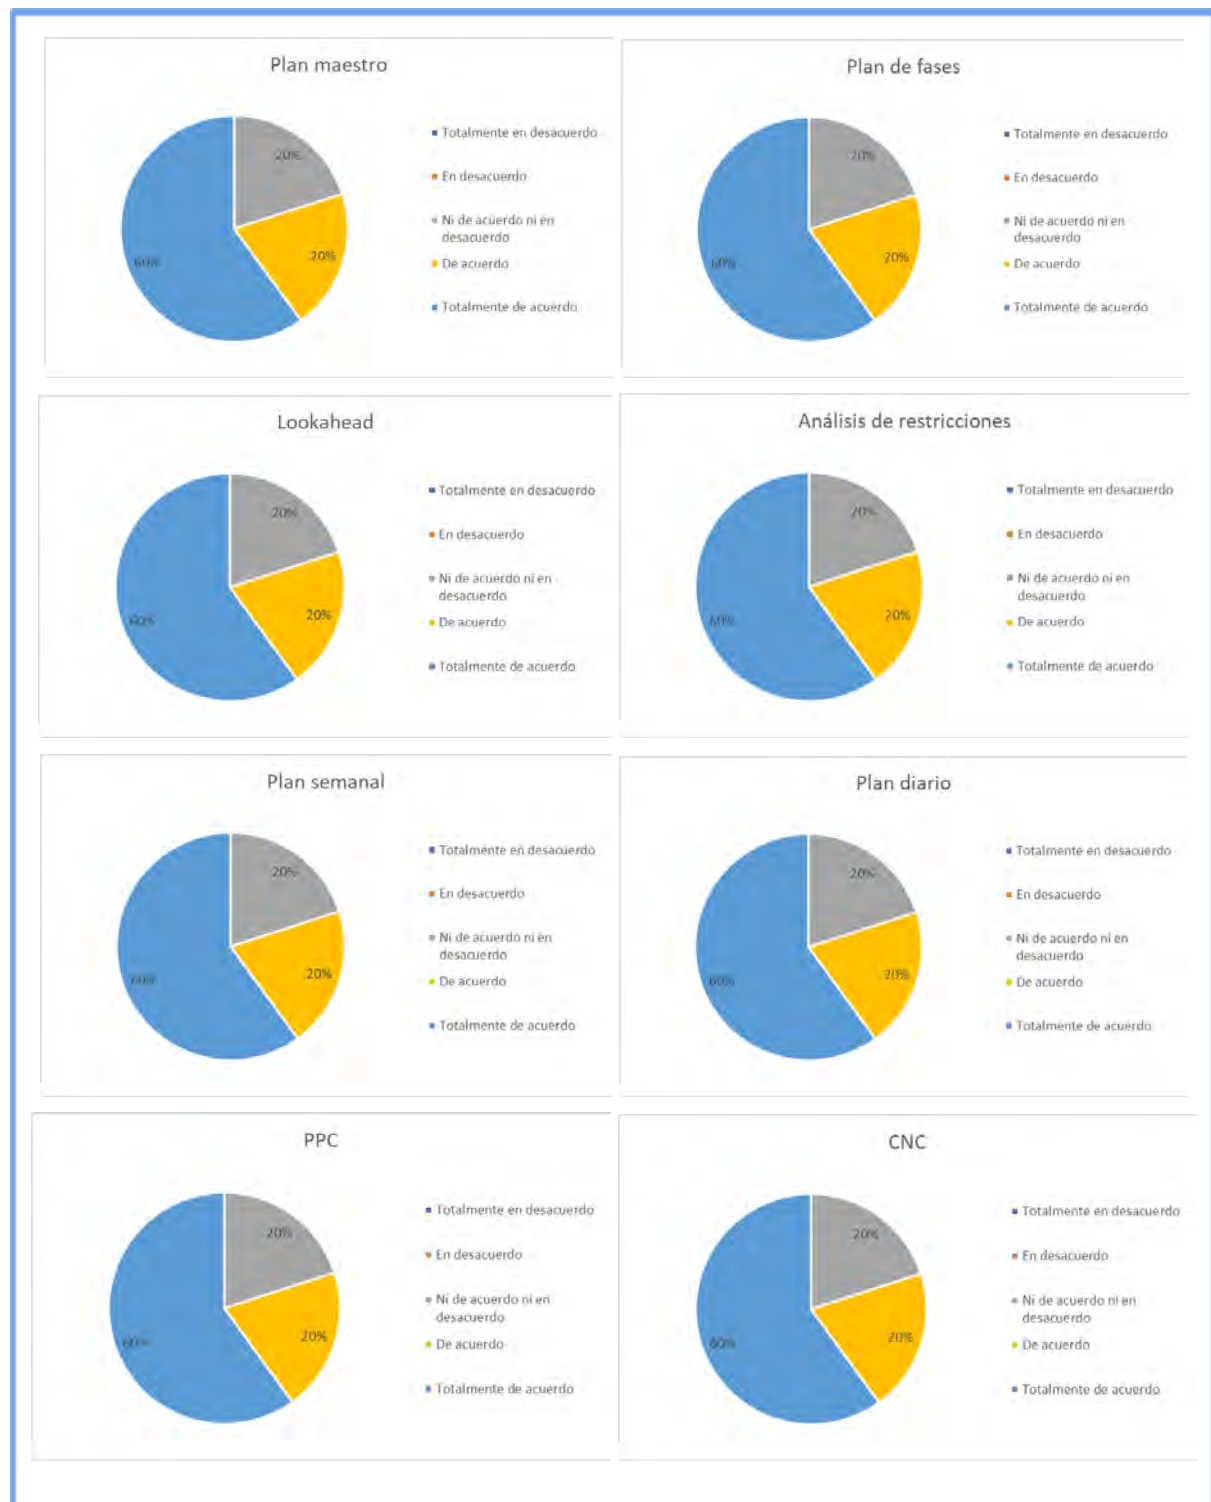 Plan maestro
20%
20%
60%
Totalmente en desacuerdo
En desacuerdo
Ni de acuerdo ni en
desacuerdo
De acuerdo
Totalmente de acuerdo
Plan de fases
20%
20%
60%
Totalmente en desacuerdo
En desacuerdo
Ni de acuerdo ni en
desacuerdo
De acuerdo
Totalmente de acuerdo
Lookahead
20%
20%
60%
Totalmente en desacuerdo
En desacuerdo
Ni de acuerdo ni en
desacuerdo
De acuerdo
Totalmente de acuerdo
Análisis de restricciones
20%
20%
60%
Totalmente en desacuerdo
En desacuerdo
Ni de acuerdo ni en
desacuerdo
De acuerdo
Totalmente de acuerdo
Plan semanal
20%
20%
60%
Totalmente en desacuerdo
En desacuerdo
Ni de acuerdo ni en
desacuerdo
De acuerdo
Totalmente de acuerdo
Plan diario
20%
20%
60%
Totalmente en desacuerdo
En desacuerdo
Ni de acuerdo ni en
desacuerdo
De acuerdo
Totalmente de acuerdo
PPC
20%
20%
60%
Totalmente en desacuerdo
En desacuerdo
Ni de acuerdo ni en
desacuerdo
De acuerdo
Totalmente de acuerdo
CNC
20%
20%
60%
Totalmente en desacuerdo
En desacuerdo
Ni de acuerdo ni en
desacuerdo
De acuerdo
Totalmente de acuerdo